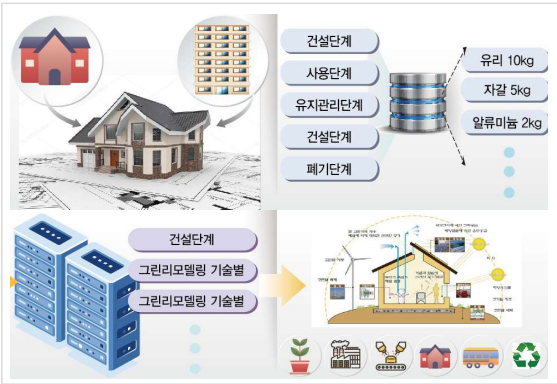 건설단계
사용단계
유지관리단계
건설단계
폐기단계
유리 10kg
자갈 5kg
알류미늄 2kg
건설단계
그린리모델링 기술별
그린리모델링 기술별